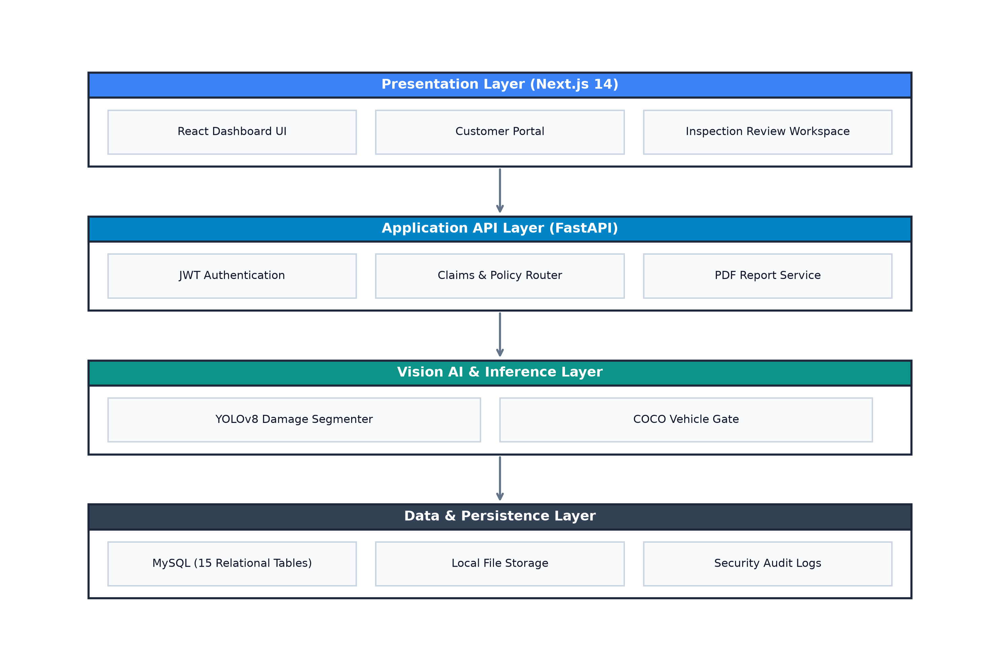 Presentation Layer (Next.js 14)
React Dashboard UI
Customer Portal
Inspection Review Workspace
Application API Layer (FastAPI)
JWT Authentication
Claims & Policy Router
PDF Report Service
Vision AI & Inference Layer
YOLOv8 Damage Segmenter
COCO Vehicle Gate
Data & Persistence Layer
MySQL (15 Relational Tables)
Local File Storage
Security Audit Logs